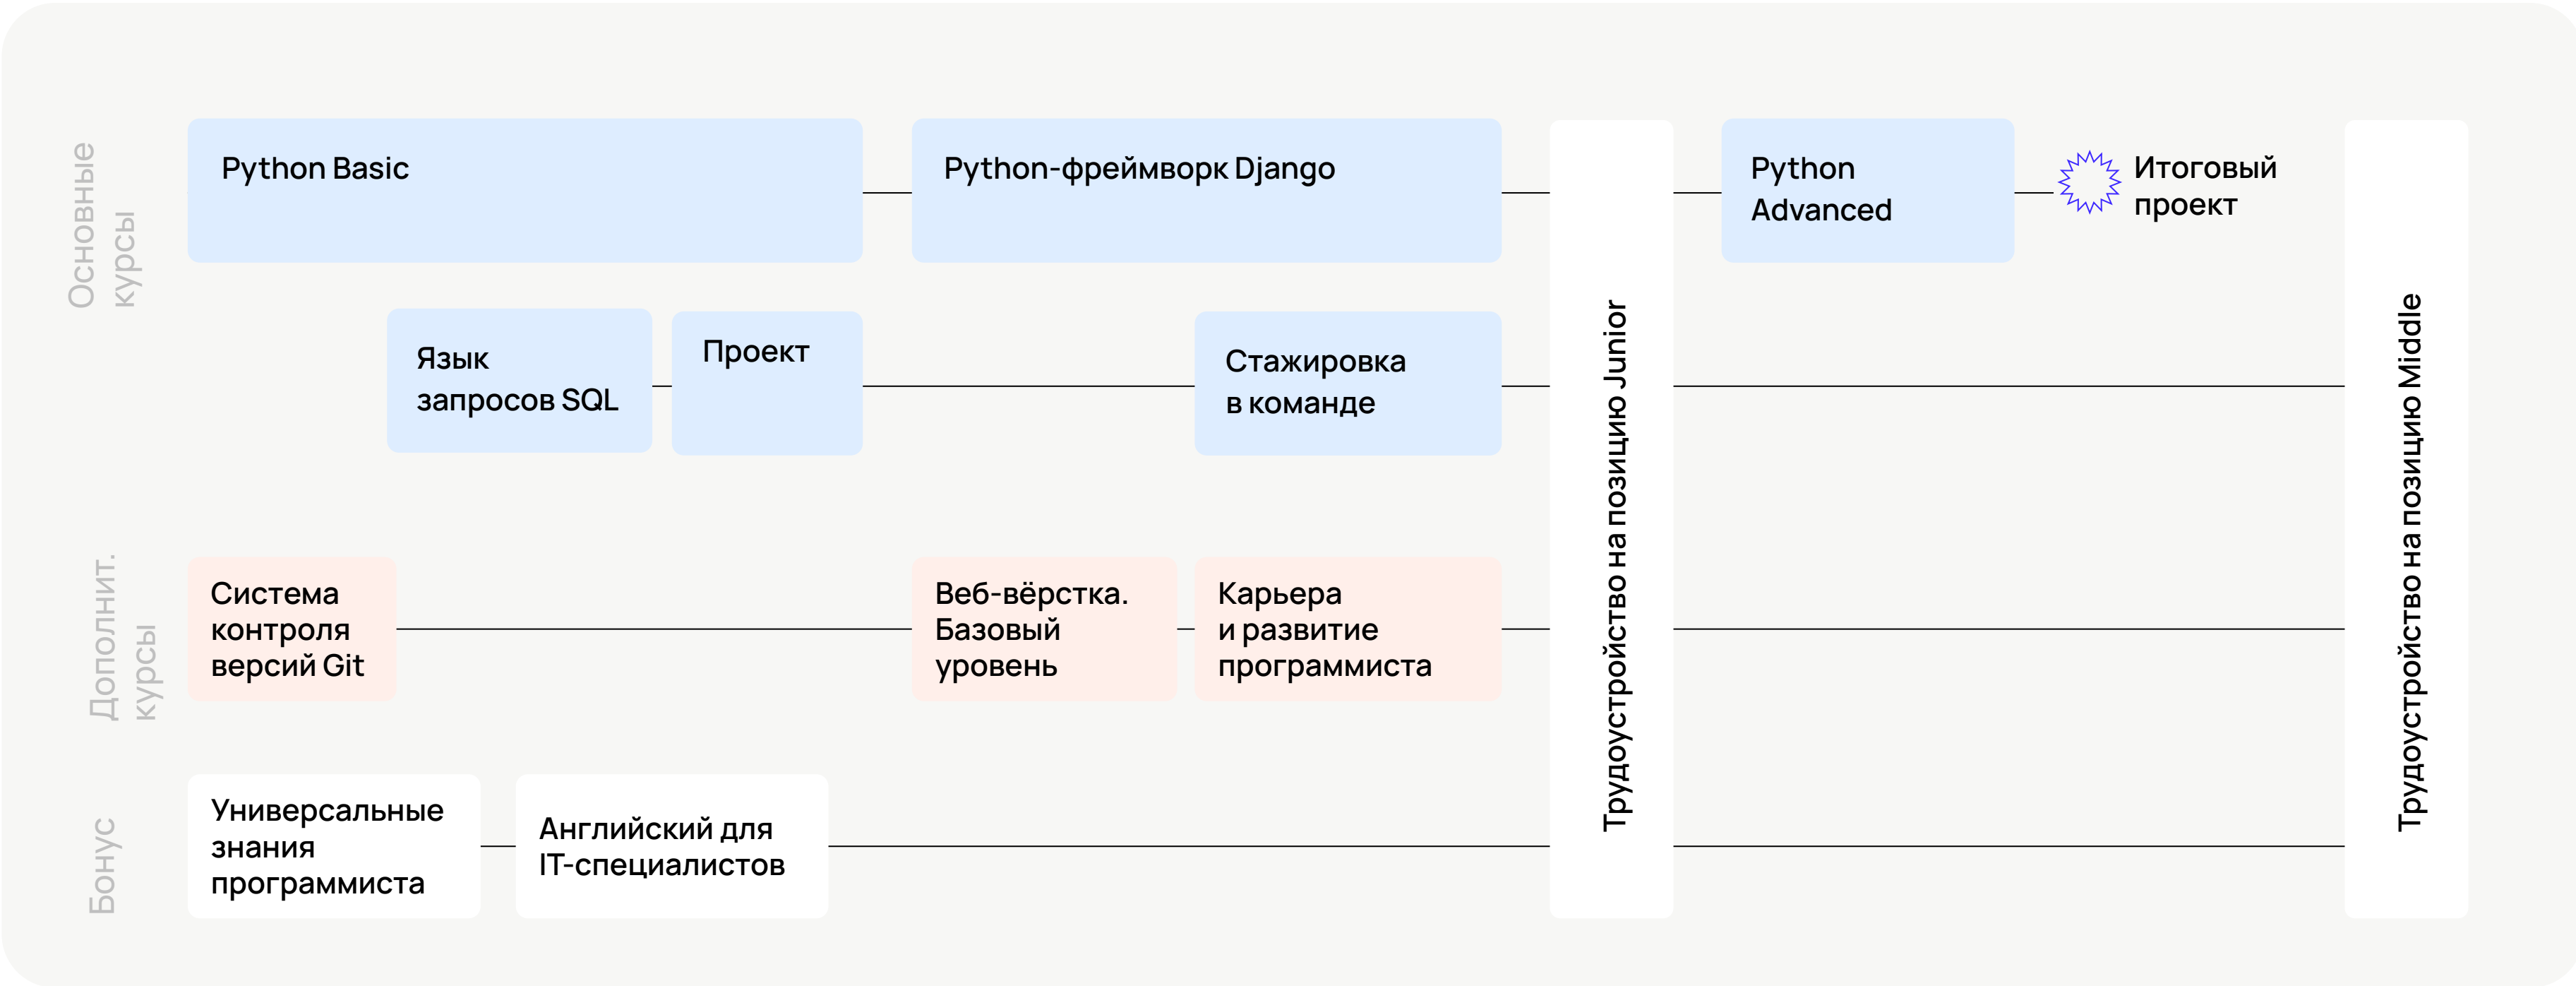 Основные
курсы
Python Basic
Python-фреймворк Django
Python
Advanced
Итоговый
проект
Язык
запросов SQL
Проект
Стажировка
в команде
Дополнит.
курсы
Система
контроля
версий Git
Веб-вёрстка.
Базовый
уровень
Карьера
и развитие
программиста
Бонус
Универсальные
знания
программиста
Английский для
IT-специалистов
Трудоустройство на позицию Junior
Трудоустройство на позицию Middle